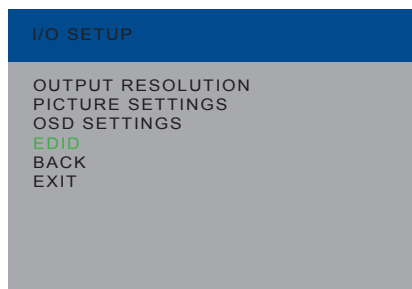 I/O SETUP
OUTPUT RESOLUTION
PICTURE SETTINGS
OSD SETTINGS
EDID
BACK
EXIT